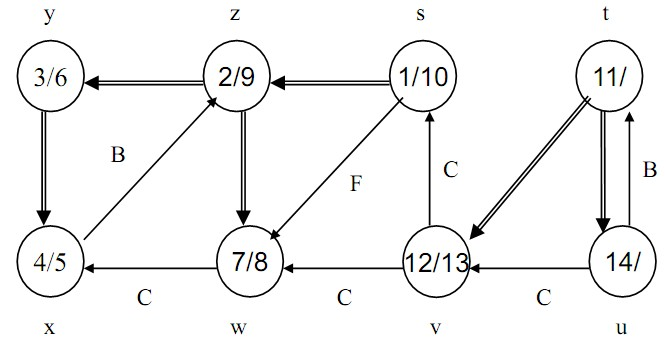 y z s t
3/6 2/9 1/10 11/
B F C B
4/5 7/8 12/13 14/
C C C
x w v u